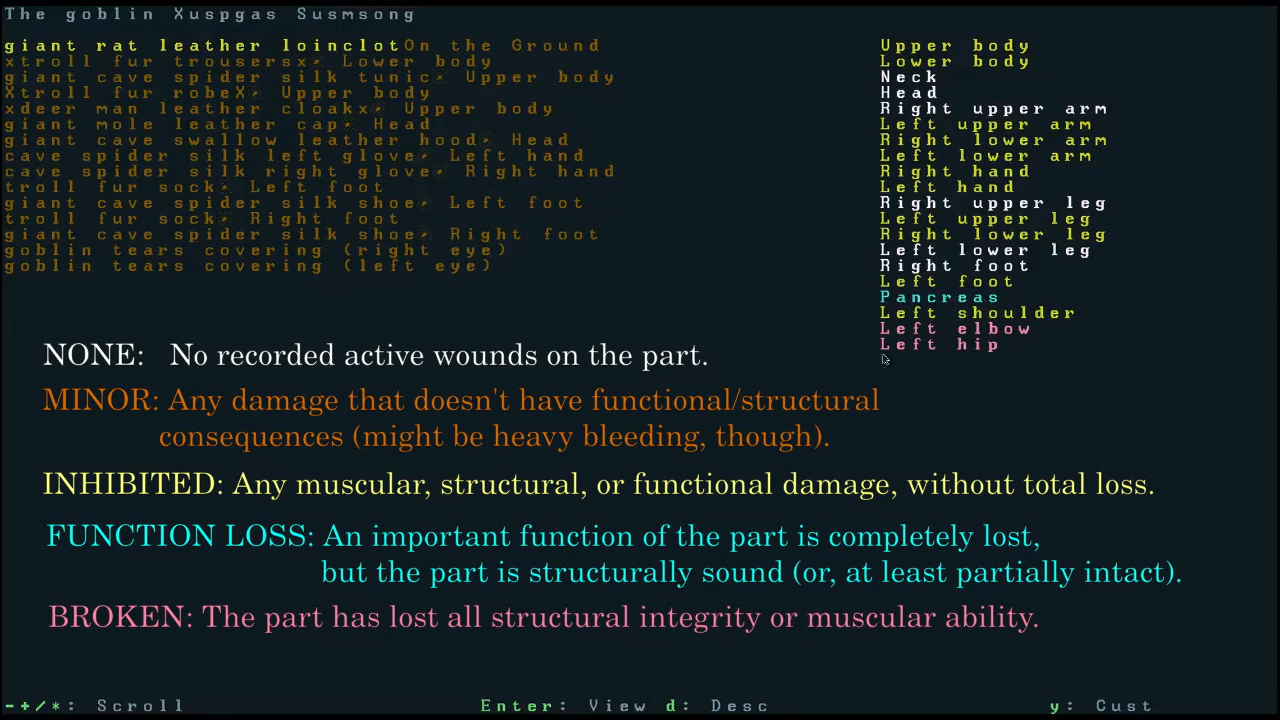 The goblin Xuspgas Susmsong
giant rat leather loinclotOn the Ground
xtroll fur trousersx* Lower body
giant cave spider silk tunic* Upper body
Xtroll fur robeX* Upper body
xdeer man leather cloakx* Upper body
giant mole leather cap* Head
giant cave swallow leather hood* Head
cave spider silk left glove* Left hand
cave spider silk right glove* Right hand
troll fur sock* Left foot
giant cave spider silk shoe* Left foot
troll fur sock* Right foot
giant cave spider silk shoe* Right foot
goblin tears covering (right eye)
goblin tears covering (left eye)
Upper body
Lower body
Neck
Head
Right upper arm
Left upper arm
Right lower arm
Left lower arm
Right hand
Left hand
Right upper leg
Left upper leg
Right lower leg
Left lower leg
Right foot
Left foot
Pancreas
Left shoulder
Left elbow
Left hip
NONE: No recorded active wounds on the part.
MINOR: Any damage that doesn't have functional/structural
consequences (might be heavy bleeding, though).
INHIBITED: Any muscular, structural, or functional damage, without total loss.
FUNCTION LOSS: An important function of the part is completely lost,
but the part is structurally sound (or, at least partially intact).
BROKEN: The part has lost all structural integrity or muscular ability.
-+/*: Scroll Enter: View d: Desc y: Cust